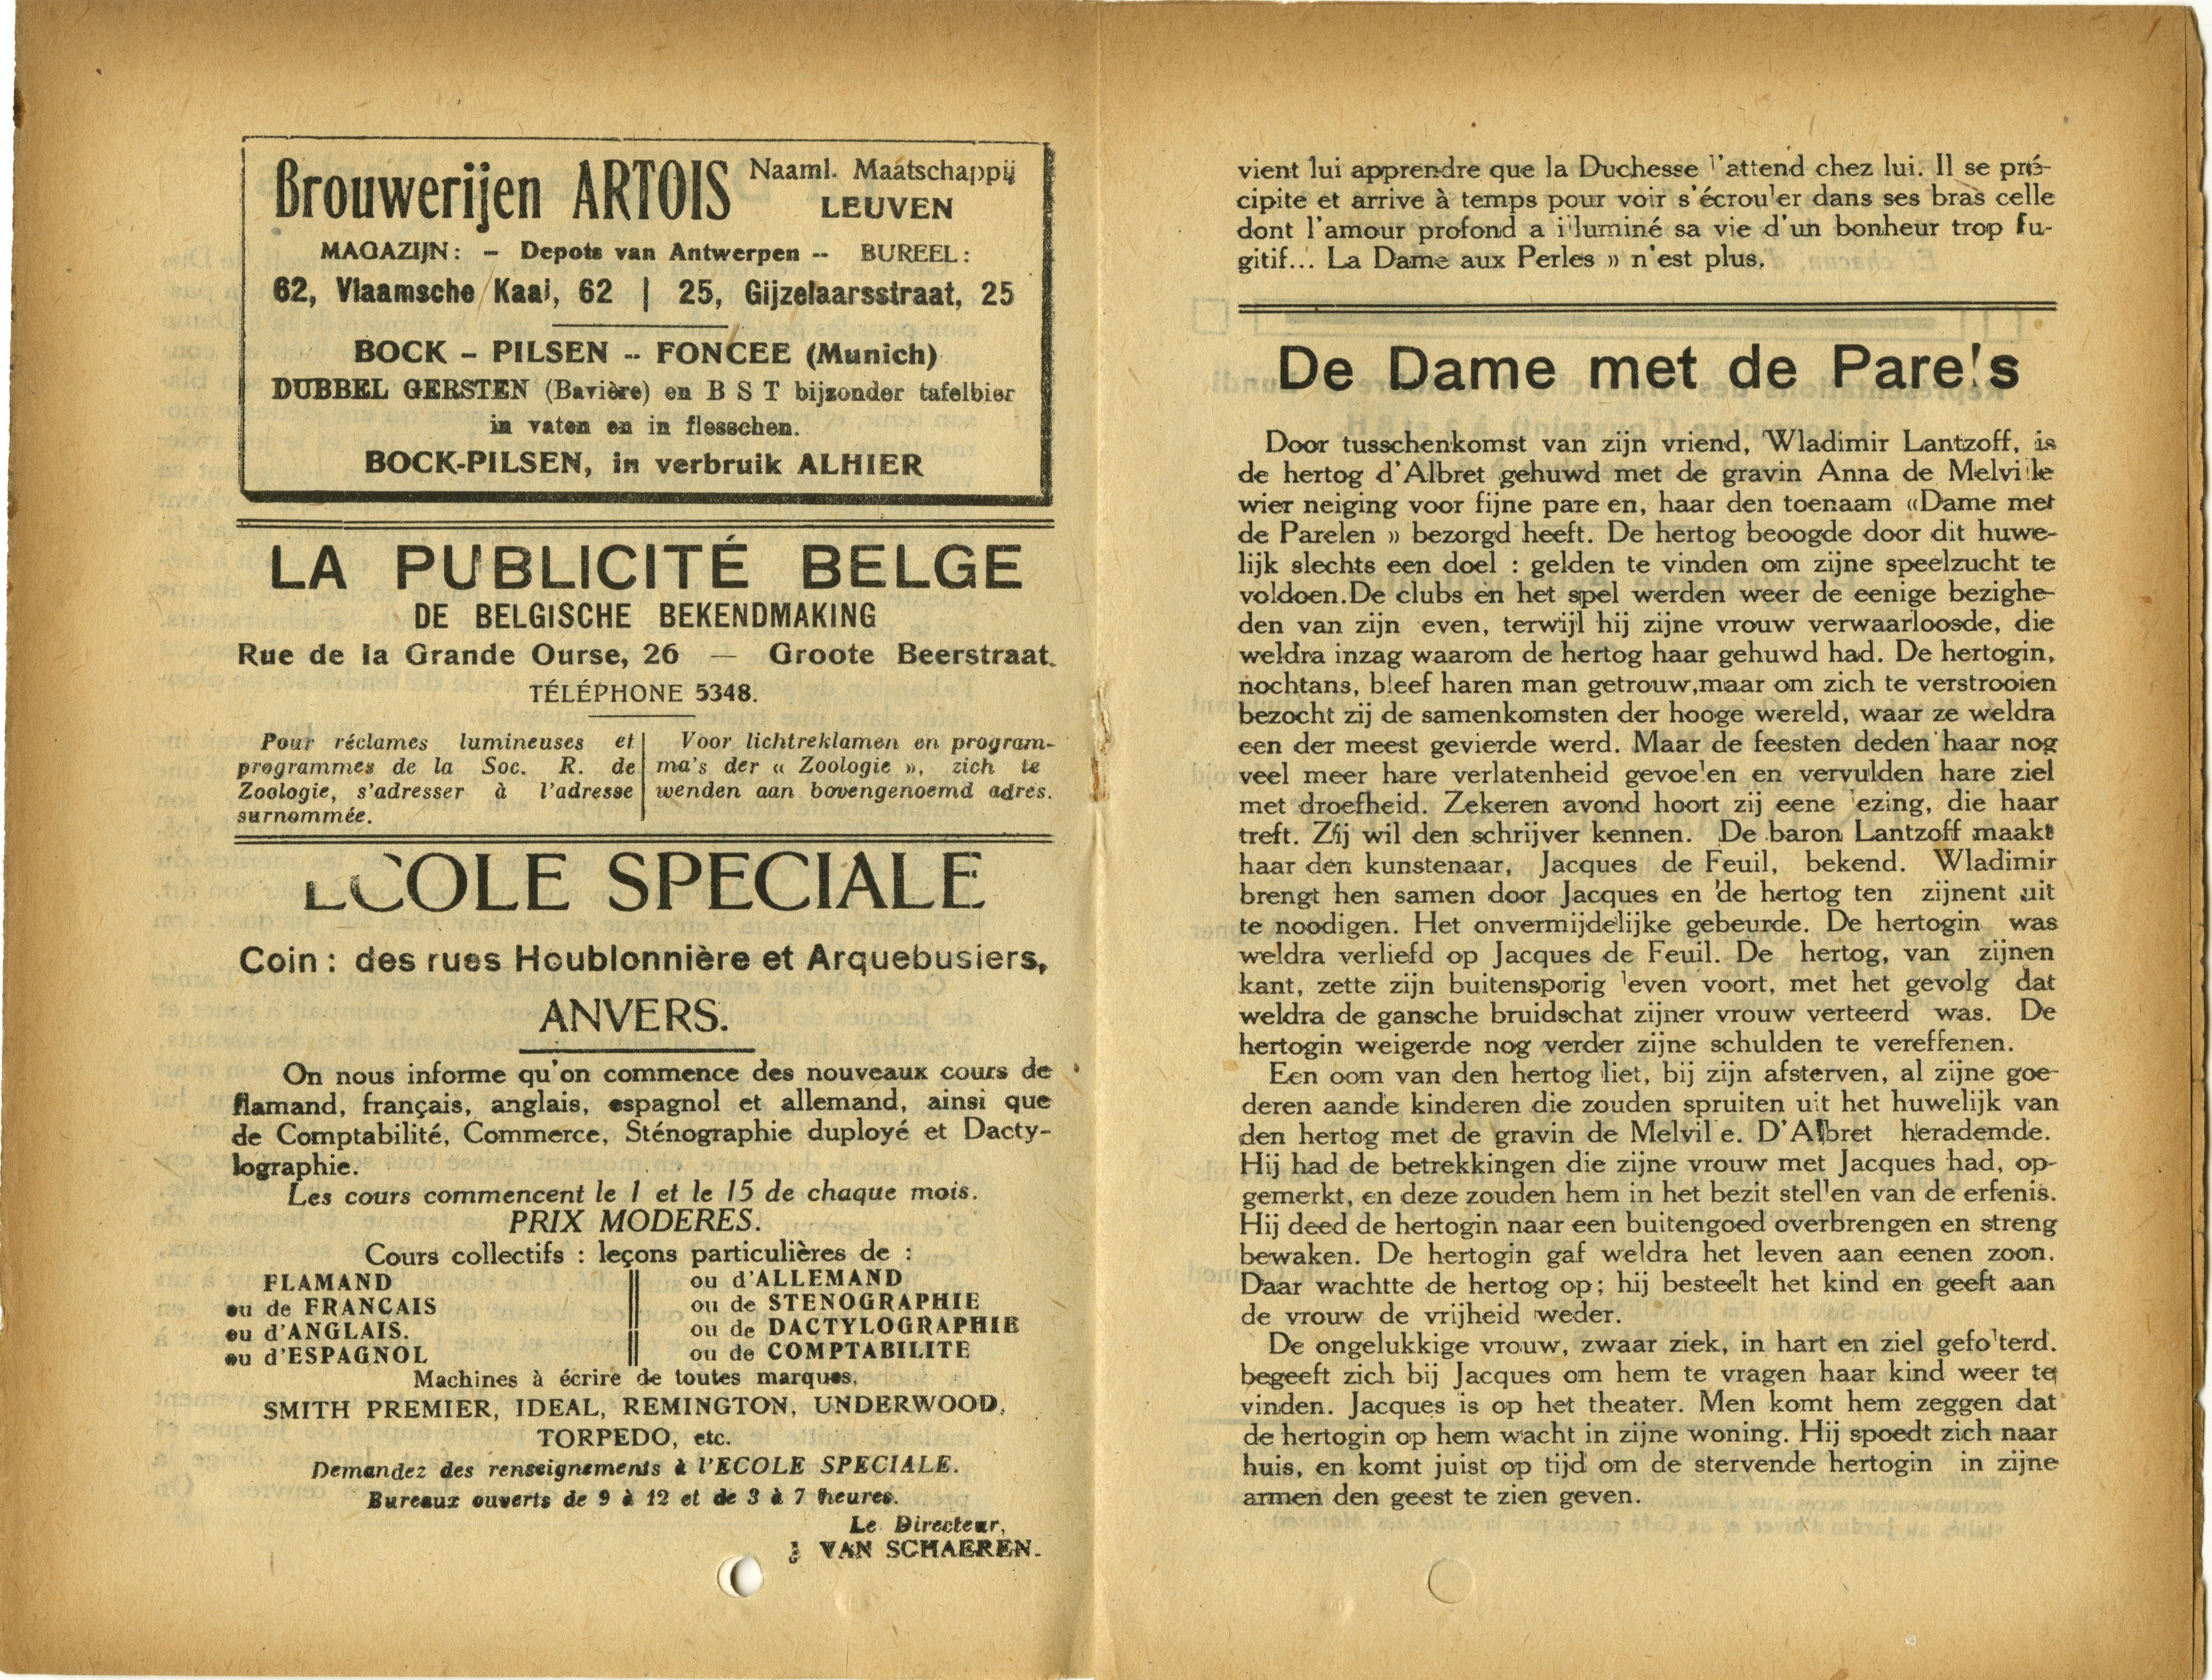 Brouwerijen ARTOIS Naaml. Maatschappij
LEUVEN
MAGAZIJN: – Depots van Antwerpen -- BUREEL:
62, Vlaamsche Kaai, 62 | 25, Gijzelaarsstraat, 25
BOCK – PILSEN -- FONCEE (Munich)
DUBBEL GERSTEN (Bavière) en B S T bijzonder tafelbier
in vaten en in flesschen.
BOCK-PILSEN, in verbruik ALHIER
LA PUBLICITÉ BELGE
DE BELGISCHE BEKENDMAKING
Rue de la Grande Ourse, 26 — Groote Beerstraat.
TÉLÉPHONE 5348.
Pour réclames lumineuses et
programmes de la Soc. R. de
Zoologie, s'adresser à l'adresse
surnommée.
Voor lichtreklamen en program-
ma's der « Zoologie », zich te
wenden aan bovengenoemd adres.
ECOLE SPECIALE
Coin : des rues Houblonnière et Arquebusiers,
ANVERS.
On nous informe qu'on commence des nouveaux cours de
flamand, français, anglais, espagnol et allemand, ainsi que
de Comptabilité, Commerce, Sténographie duployé et Dacty-
lographie.
Les cours commencent le 1 et le 15 de chaque mois.
PRIX MODERES.
Cours collectifs : leçons particulières de :
FLAMAND
ou de FRANCAIS
ou d'ANGLAIS.
ou d'ESPAGNOL
ou d'ALLEMAND
ou de STENOGRAPHIE
ou de DACTYLOGRAPHIE
ou de COMPTABILITE
Machines à écrire de toutes marques,
SMITH PREMIER, IDEAL, REMINGTON, UNDERWOOD,
TORPEDO, etc.
Demandez des renseignements à l'ECOLE SPECIALE.
Bureaux ouverts de 9 à 12 et de 3 à 7 heures.
Le Directeur,
VAN SCHAEREN.
vient lui apprendre que la Duchesse l'attend chez lui. Il se pré-
cipite et arrive à temps pour voir s'écrou'er dans ses bras celle
dont l'amour profond a i'luminé sa vie d'un bonheur trop fu-
gitif... La Dame aux Perles » n'est plus.
De Dame met de Pare's
Door tusschenkomst van zijn vriend, Wladimir Lantzoff, is
de hertog d'Albret gehuwd met de gravin Anna de Melvi'le
wier neiging voor fijne pare en, haar den toenaam «Dame met
de Parelen » bezorgd heeft. De hertog beoogde door dit huwe-
lijk slechts een doel : gelden te vinden om zijne speelzucht te
voldoen.De clubs en het spel werden weer de eenige bezighe-
den van zijn even, terwijl hij zijne vrouw verwaarloosde, die
weldra inzag waarom de hertog haar gehuwd had. De hertogin,
nochtans, bleef haren man getrouw,maar om zich te verstrooien
bezocht zij de samenkomsten der hooge wereld, waar ze weldra
een der meest gevierde werd. Maar de feesten deden haar nog
veel meer hare verlatenheid gevoe'en en vervulden hare ziel
met droefheid. Zekeren avond hoort zij eene 'ezing, die haar
treft. Zij wil den schrijver kennen. De baron Lantzoff maakt
haar den kunstenaar, Jacques de Feuil, bekend. Wladimir
brengt hen samen door Jacques en de hertog ten zijnent uit
te noodigen. Het onvermijdelijke gebeurde. De hertogin was
weldra verliefd op Jacques de Feuil. De hertog, van zijnen
kant, zette zijn buitensporig 'even voort, met het gevolg dat
weldra de gansche bruidschat zijner vrouw verteerd was. De
hertogin weigerde nog verder zijne schulden te vereffenen.
Een oom van den hertog liet, bij zijn afsterven, al zijne goe-
deren aande kinderen die zouden spruiten uit het huwelijk van
den hertog met de gravin de Melvil e. D'Albret herademde.
Hij had de betrekkingen die zijne vrouw met Jacques had, op-
gemerkt, en deze zouden hem in het bezit stel'en van de erfenis.
Hij deed de hertogin naar een buitengoed overbrengen en streng
bewaken. De hertogin gaf weldra het leven aan eenen zoon.
Daar wachtte de hertog op; hij besteelt het kind en geeft aan
de vrouw de vrijheid weder.
De ongelukkige vrouw, zwaar ziek, in hart en ziel gefo'terd.
begeeft zich bij Jacques om hem te vragen haar kind weer te
vinden. Jacques is op het theater. Men komt hem zeggen dat
de hertogin op hem wacht in zijne woning. Hij spoedt zich naar
huis, en komt juist op tijd om de stervende hertogin in zijne
armen den geest te zien geven.